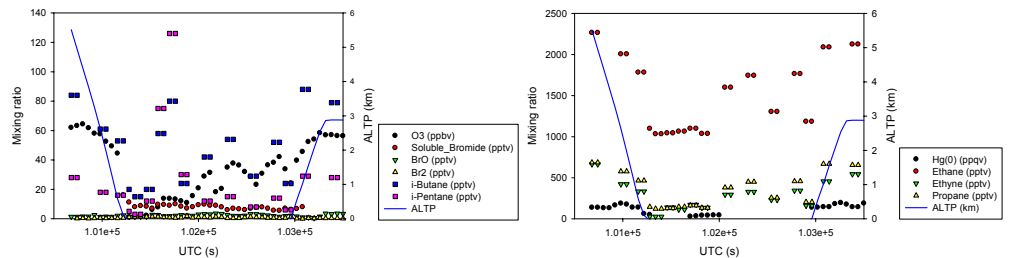 140
120
100
80
60
40
20
0
Mixing ratio
6
5
4
3
2
1
0
ALTP (km)
1.01e+5
1.02e+5
1.03e+5
UTC (s)
O3 (ppbv)
Soluble_Bromide (pptv)
BrO (pptv)
Br2 (pptv)
i-Butane (pptv)
i-Pentane (pptv)
ALTP
2500
2000
1500
1000
500
0
Mixing ratio
6
5
4
3
2
1
0
ALTP (km)
1.01e+5
1.02e+5
1.03e+5
UTC (s)
Hg(0) (ppqv)
Ethane (pptv)
Ethyne (pptv)
Propane (pptv)
ALTP (km)